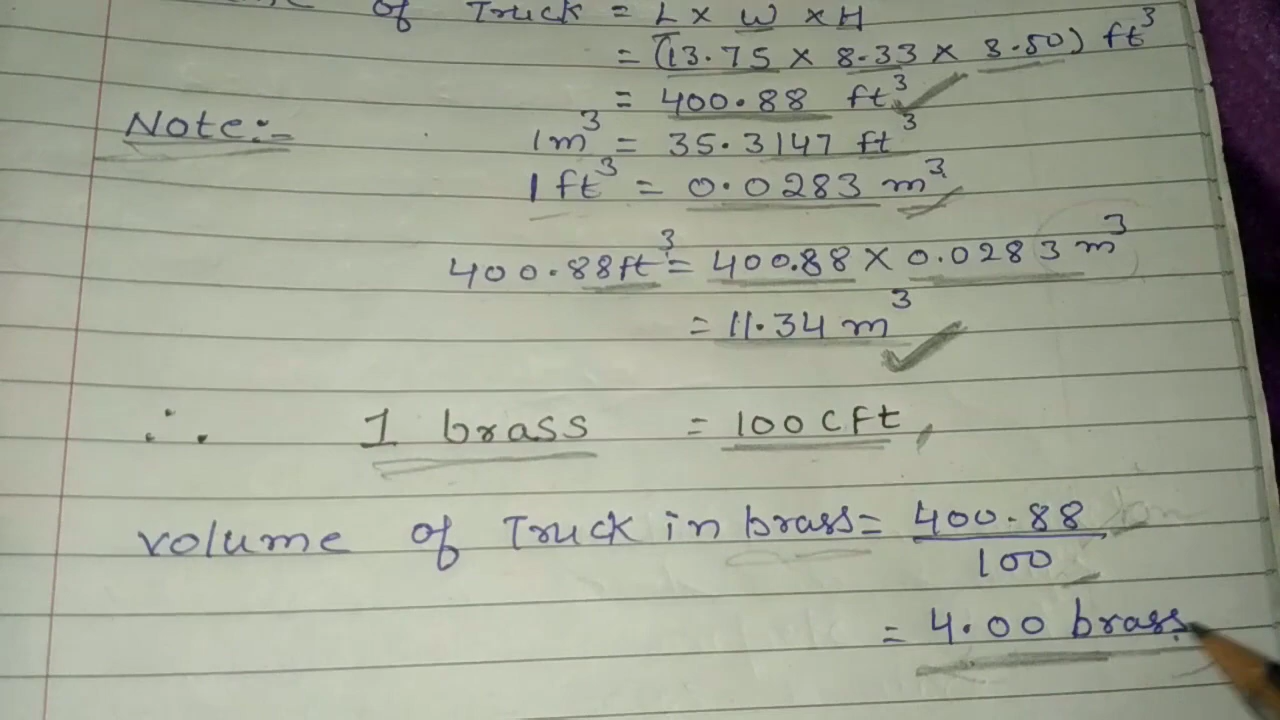 of Truck = L x W x H
= (13.75 x 8.33 x 3.50) ft³
= 400.88 ft³
Note:-
1m³ = 35.3147 ft³
1 ft³ = 0.0283 m³
400.88ft³ = 400.88 x 0.0283 m³
= 11.34 m³
∴ 1 brass = 100 cft,
volume of Truck in brass = 400.88
100
= 4.00 brass